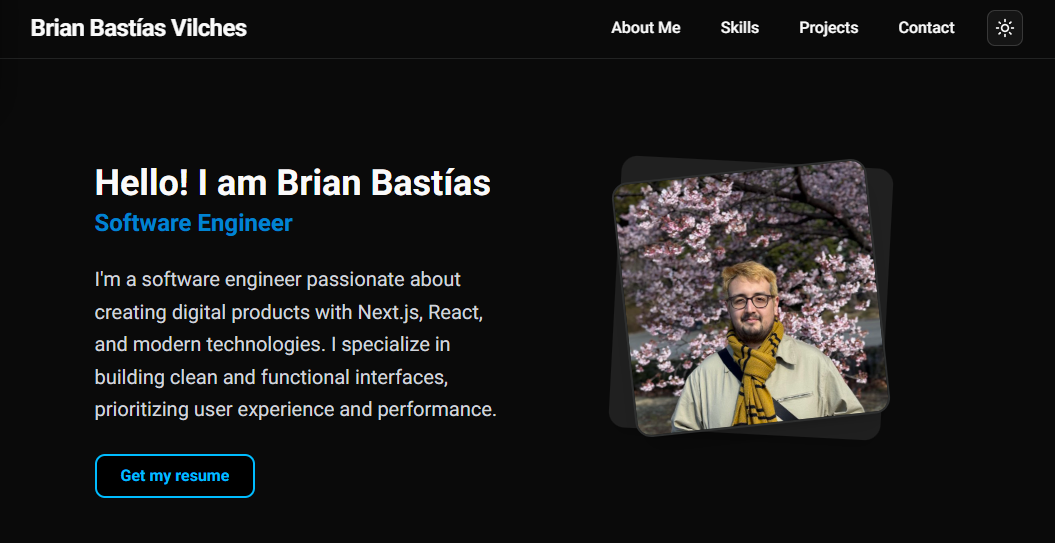 Brian Bastías Vilches
About Me Skills Projects Contact
Hello! I am Brian Bastías
Software Engineer
I'm a software engineer passionate about
creating digital products with Next.js, React,
and modern technologies. I specialize in
building clean and functional interfaces,
prioritizing user experience and performance.
Get my resume